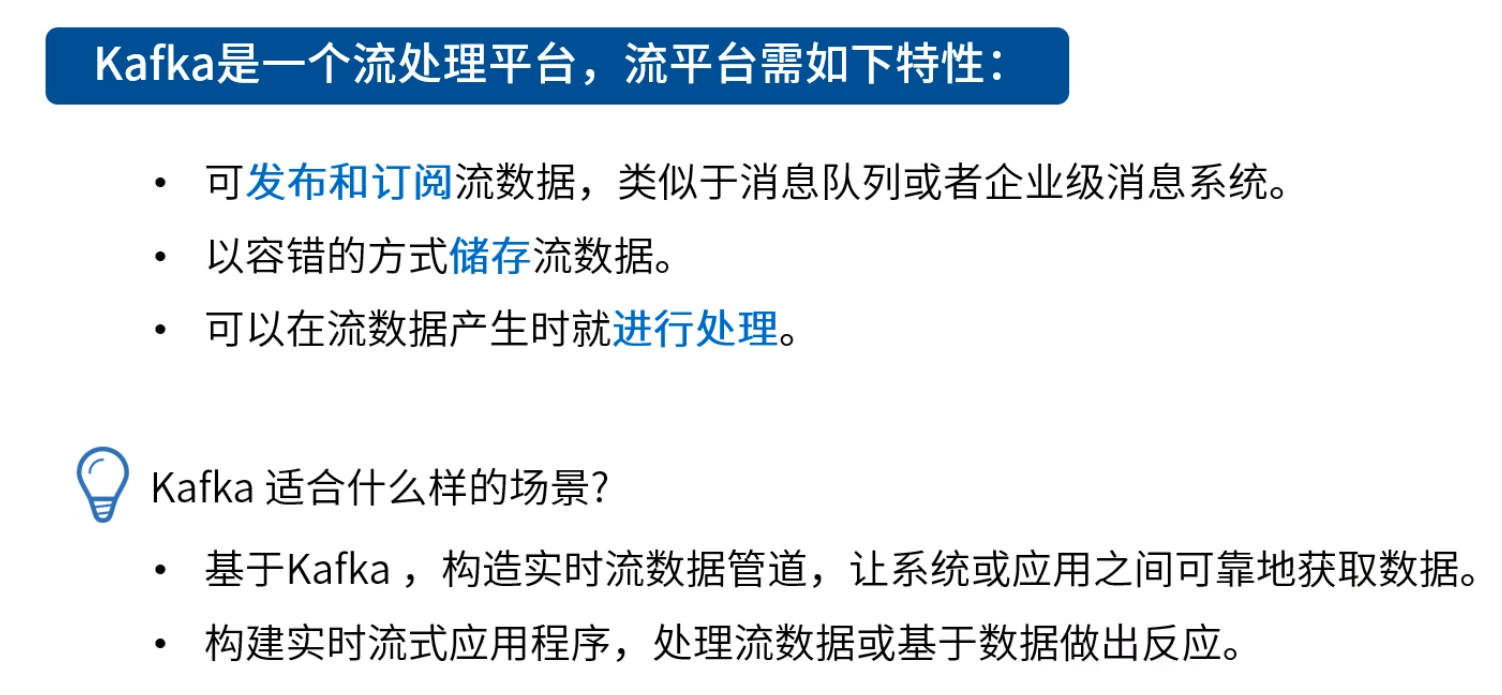 Kafka是一个流处理平台，流平台需如下特性：
• 可发布和订阅流数据，类似于消息队列或者企业级消息系统。
• 以容错的方式储存流数据。
• 可以在流数据产生时就进行处理。
Kafka 适合什么样的场景?
• 基于Kafka ，构造实时流数据管道，让系统或应用之间可靠地获取数据。
• 构建实时流式应用程序，处理流数据或基于数据做出反应。